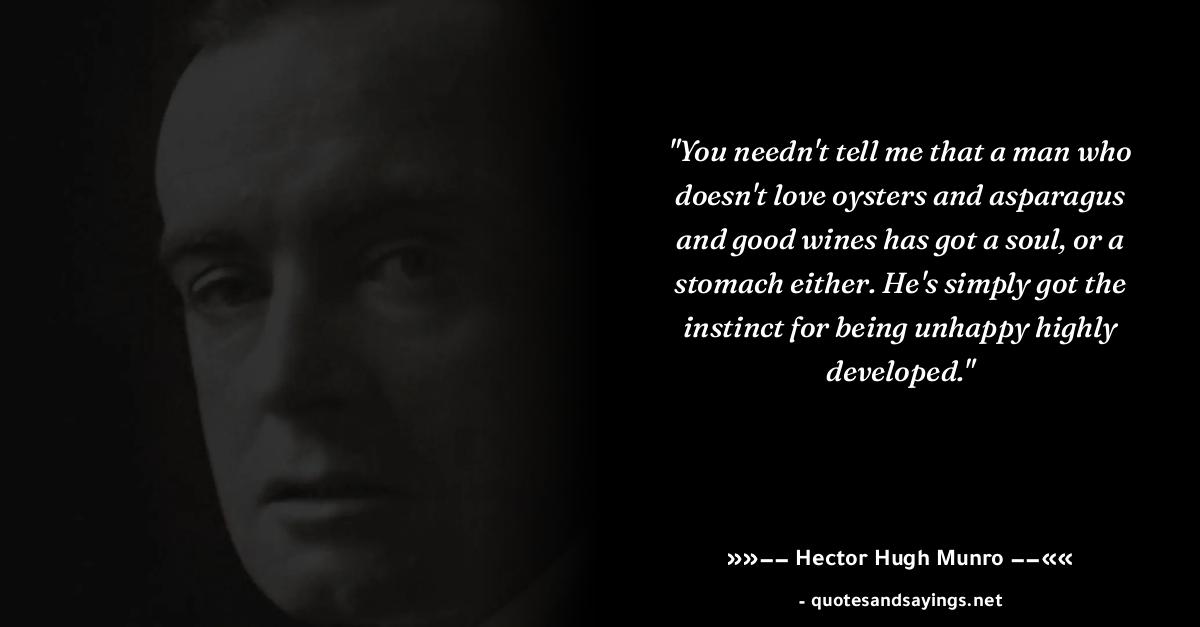 "You needn't tell me that a man who
doesn't love oysters and asparagus
and good wines has got a soul, or a
stomach either. He's simply got the
instinct for being unhappy highly
developed."
»»−− Hector Hugh Munro −−««
- quotesandsayings.net